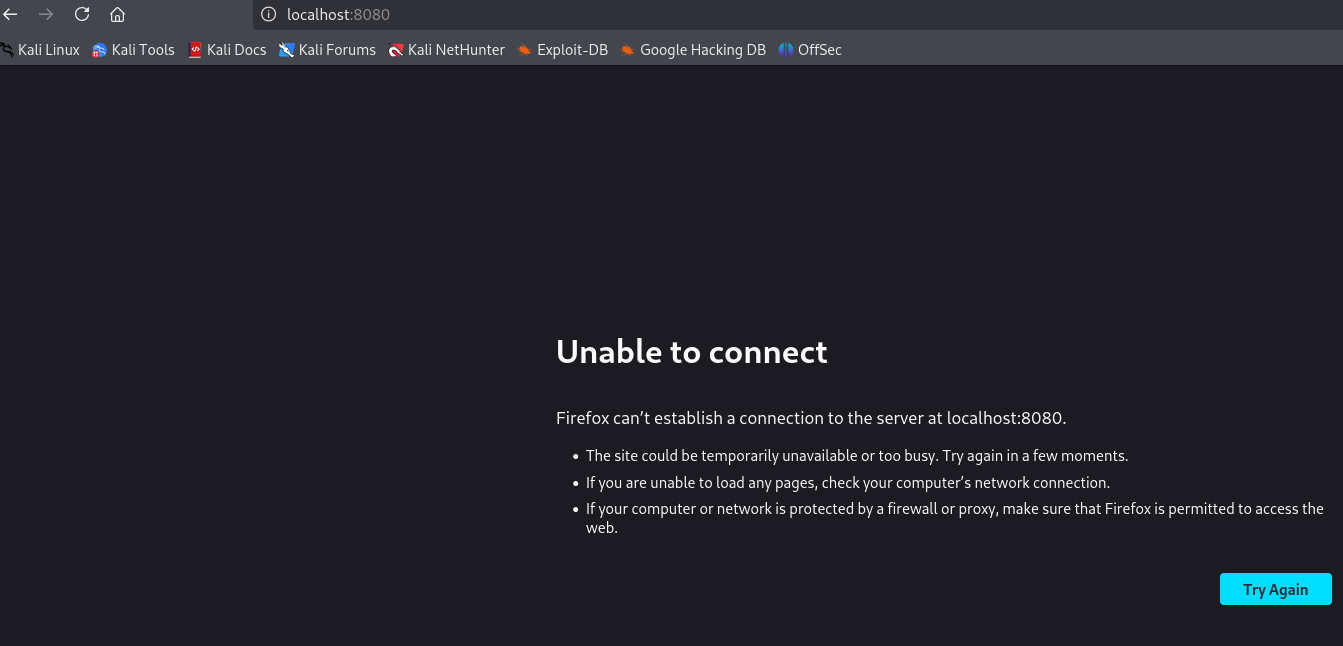 localhost:8080
Kali Linux Kali Tools Kali Docs Kali Forums Kali NetHunter Exploit-DB Google Hacking DB OffSec
Unable to connect
Firefox can’t establish a connection to the server at localhost:8080.
• The site could be temporarily unavailable or too busy. Try again in a few moments.
• If you are unable to load any pages, check your computer’s network connection.
• If your computer or network is protected by a firewall or proxy, make sure that Firefox is permitted to access the
web.
Try Again